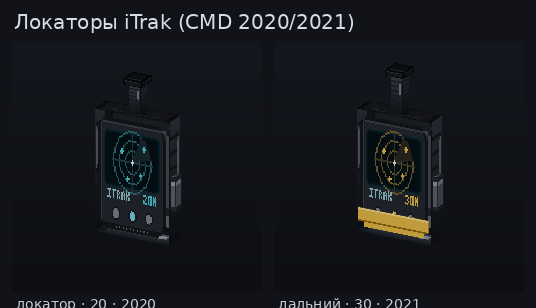 Локаторы iTrak (CMD 2020/2021)
ITRAK 20M
ITRAK 30M
локатор · 20 · 2020
дальний · 30 · 2021